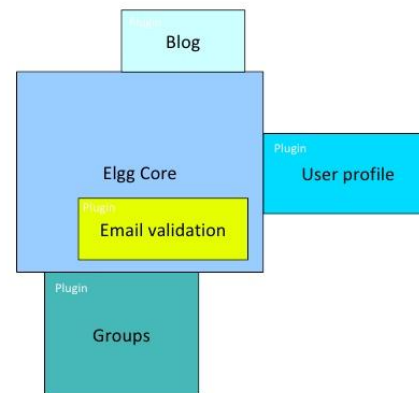 Plugin
Blog
Elgg Core
Plugin
User profile
Plugin
Email validation
Plugin
Groups